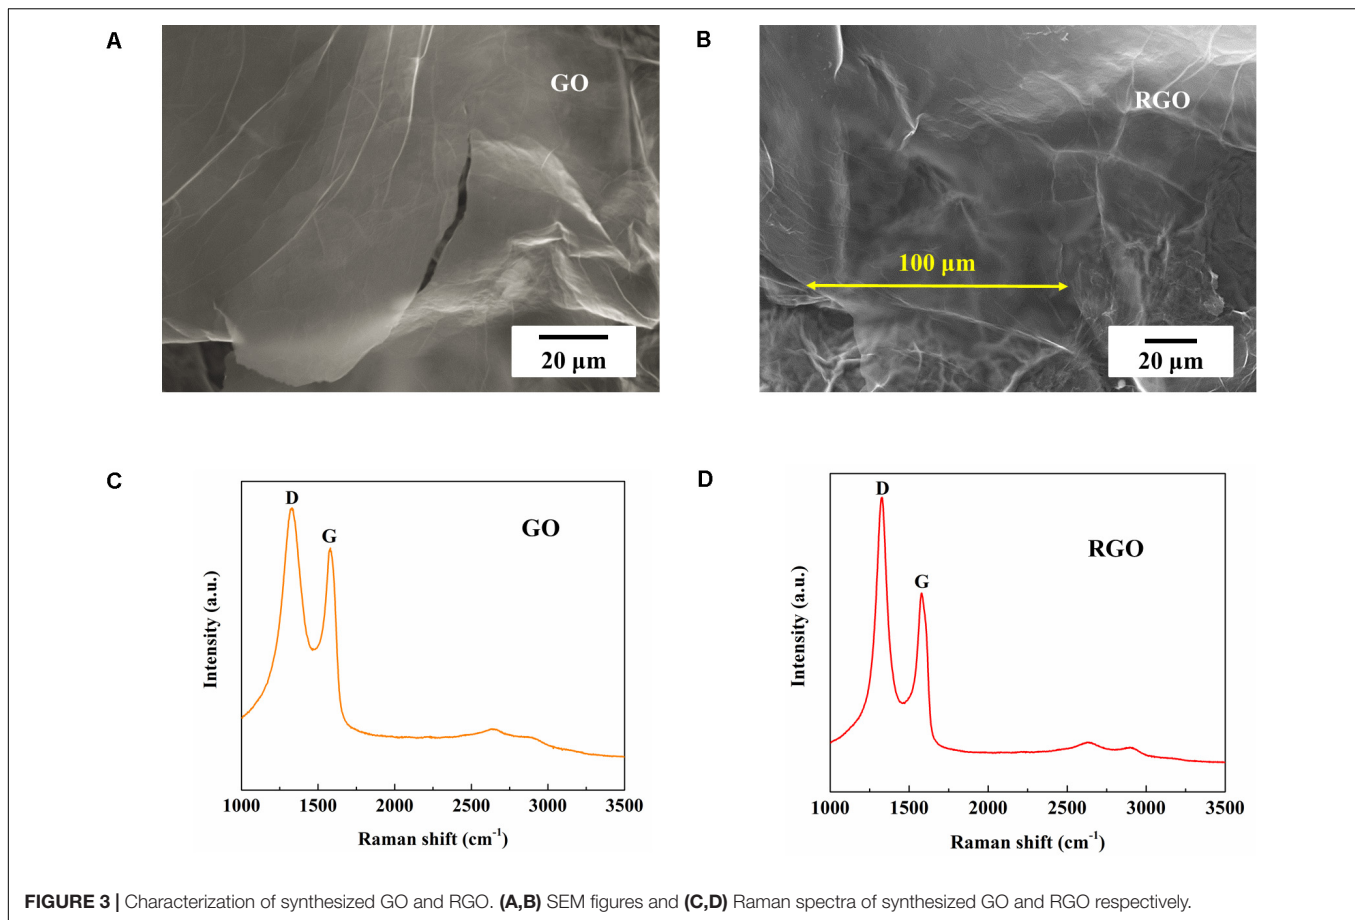 A
GO
20 µm
B
RGO
100 µm
20 µm
C
D
G
GO
Intensity (a.u.)
1000 1500 2000 2500 3000 3500
Raman shift (cm⁻¹)
D
D
G
RGO
Intensity (a.u.)
1000 1500 2000 2500 3000 3500
Raman shift (cm⁻¹)
FIGURE 3 | Characterization of synthesized GO and RGO. (A,B) SEM figures and (C,D) Raman spectra of synthesized GO and RGO respectively.